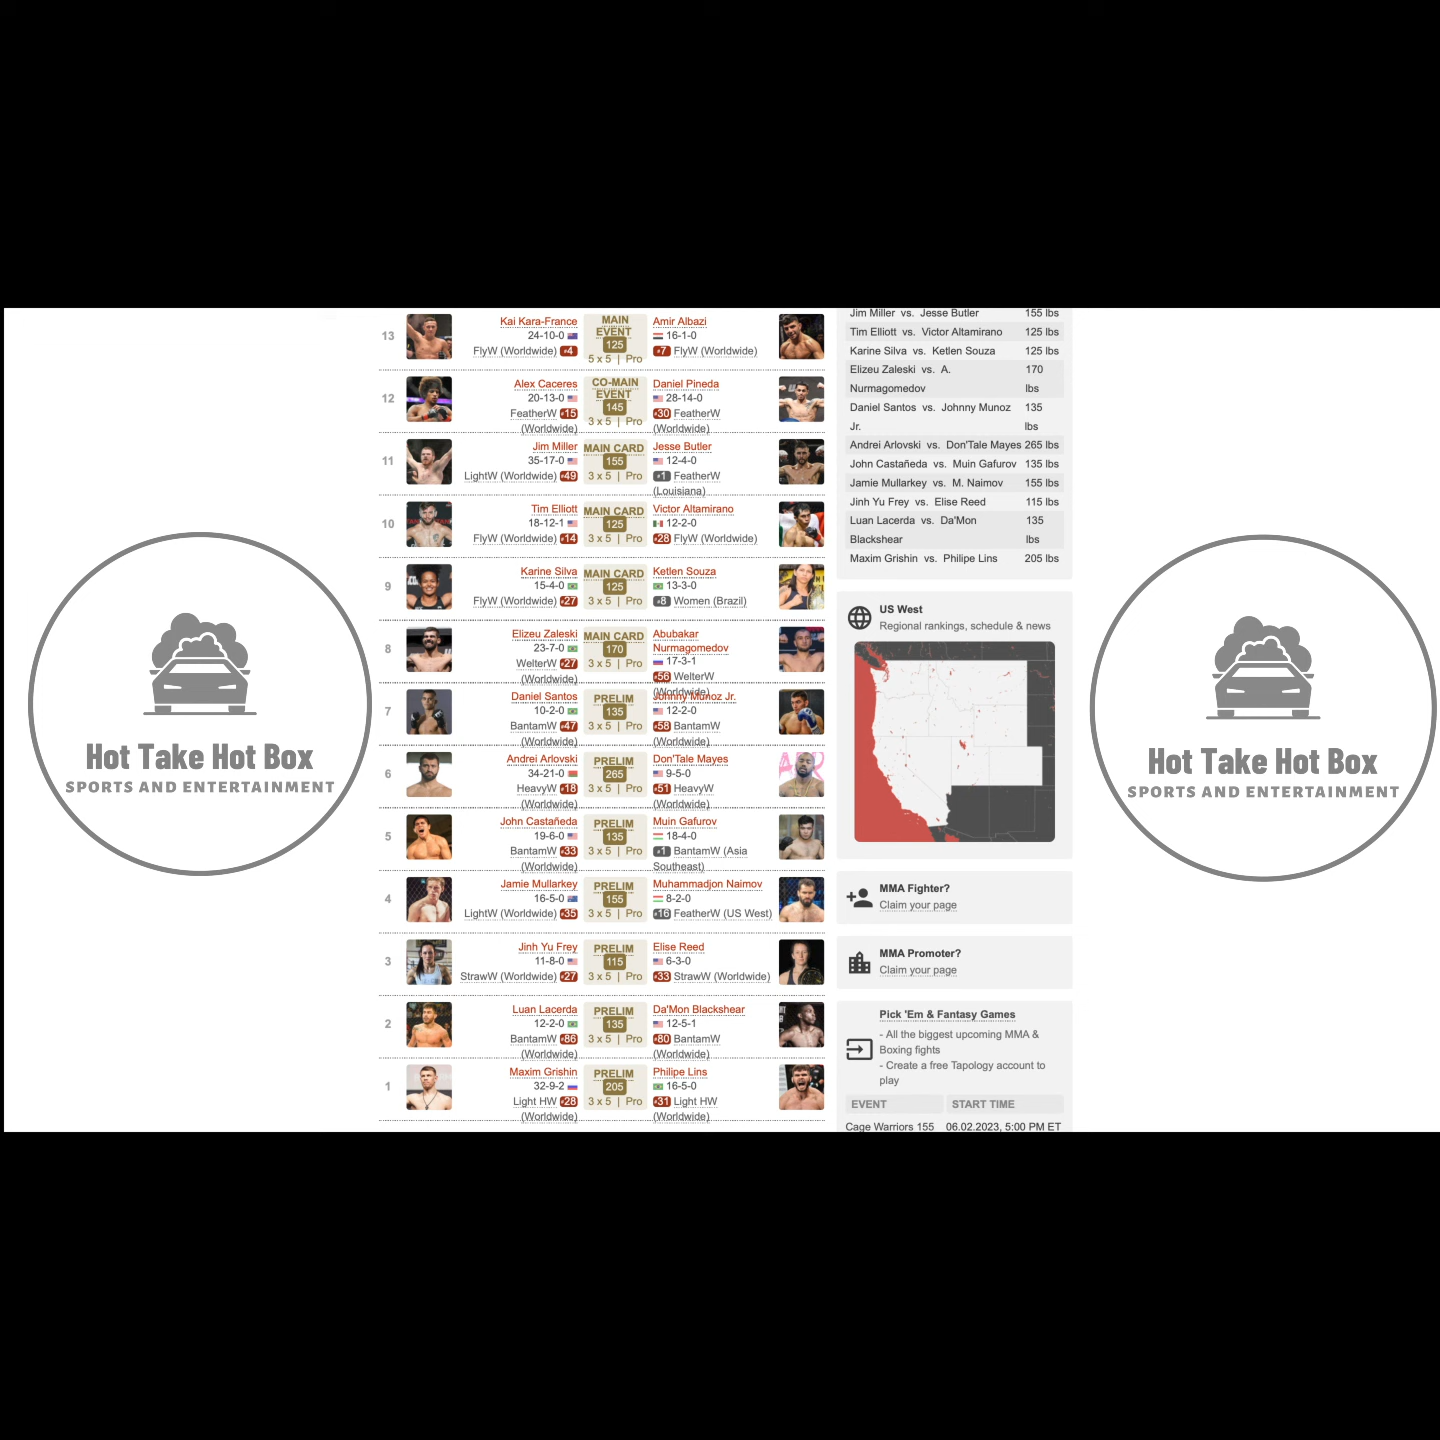 Hot Take Hot Box
SPORTS AND ENTERTAINMENT
13
Kai Kara-France
24-10-0
FlyW (Worldwide) #4
MAIN
EVENT
125
5 x 5 | Pro
Amir Albazi
16-1-0
#7 FlyW (Worldwide)
12
Alex Caceres
20-13-0
FeatherW #15
(Worldwide)
CO-MAIN
EVENT
145
3 x 5 | Pro
Daniel Pineda
28-14-0
#30 FeatherW
(Worldwide)
11
Jim Miller
35-17-0
LightW (Worldwide) #49
MAIN CARD
155
3 x 5 | Pro
Jesse Butler
12-4-0
#1 FeatherW
(Louisiana)
10
Tim Elliott
18-12-1
FlyW (Worldwide) #14
MAIN CARD
125
3 x 5 | Pro
Victor Altamirano
12-2-0
#28 FlyW (Worldwide)
9
Karine Silva
15-4-0
FlyW (Worldwide) #27
MAIN CARD
125
3 x 5 | Pro
Ketlen Souza
13-3-0
#8 Women (Brazil)
8
Elizeu Zaleski
23-7-0
WelterW #27
(Worldwide)
MAIN CARD
170
3 x 5 | Pro
Abubakar
Nurmagomedov
17-3-1
#56 WelterW
(Worldwide)
7
Daniel Santos
10-2-0
BantamW #47
(Worldwide)
PRELIM
135
3 x 5 | Pro
Johnny Munoz Jr.
12-2-0
#58 BantamW
(Worldwide)
6
Andrei Arlovski
34-21-0
HeavyW #18
(Worldwide)
PRELIM
265
3 x 5 | Pro
Don'Tale Mayes
9-5-0
#51 HeavyW
(Worldwide)
5
John Castañeda
19-6-0
BantamW #33
(Worldwide)
PRELIM
135
3 x 5 | Pro
Muin Gafurov
18-4-0
#1 BantamW (Asia
Southeast)
4
Jamie Mullarkey
16-5-0
LightW (Worldwide) #35
PRELIM
155
3 x 5 | Pro
Muhammadjon Naimov
8-2-0
#16 FeatherW (US West)
3
Jinh Yu Frey
11-8-0
StrawW (Worldwide) #27
PRELIM
115
3 x 5 | Pro
Elise Reed
6-3-0
#33 StrawW (Worldwide)
2
Luan Lacerda
12-2-0
BantamW #86
(Worldwide)
PRELIM
135
3 x 5 | Pro
Da'Mon Blackshear
12-5-1
#80 BantamW
(Worldwide)
1
Maxim Grishin
32-9-2
Light HW #28
(Worldwide)
PRELIM
205
3 x 5 | Pro
Philipe Lins
16-5-0
#31 Light HW
(Worldwide)
Jim Miller vs. Jesse Butler 155 lbs
Tim Elliott vs. Victor Altamirano 125 lbs
Karine Silva vs. Ketlen Souza 125 lbs
Elizeu Zaleski vs. A. 170
Nurmagomedov lbs
Daniel Santos vs. Johnny Munoz 135
Jr. lbs
Andrei Arlovski vs. Don'Tale Mayes 265 lbs
John Castañeda vs. Muin Gafurov 135 lbs
Jamie Mullarkey vs. M. Naimov 155 lbs
Jinh Yu Frey vs. Elise Reed 115 lbs
Luan Lacerda vs. Da'Mon 135
Blackshear lbs
Maxim Grishin vs. Philipe Lins 205 lbs
US West
Regional rankings, schedule & news
MMA Fighter?
Claim your page
MMA Promoter?
Claim your page
Pick 'Em & Fantasy Games
- All the biggest upcoming MMA &
Boxing fights
- Create a free Tapology account to
play
EVENT START TIME
Cage Warriors 155 06.02.2023, 5:00 PM ET
Hot Take Hot Box
SPORTS AND ENTERTAINMENT